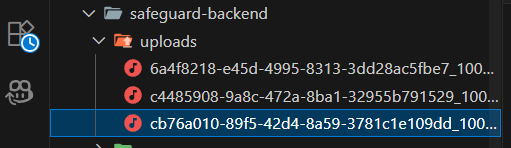 safeguard-backend
uploads
6a4f8218-e45d-4995-8313-3dd28ac5fbe7_100...
c4485908-9a8c-472a-8ba1-32955b791529_100...
cb76a010-89f5-42d4-8a59-3781c1e109dd_100...